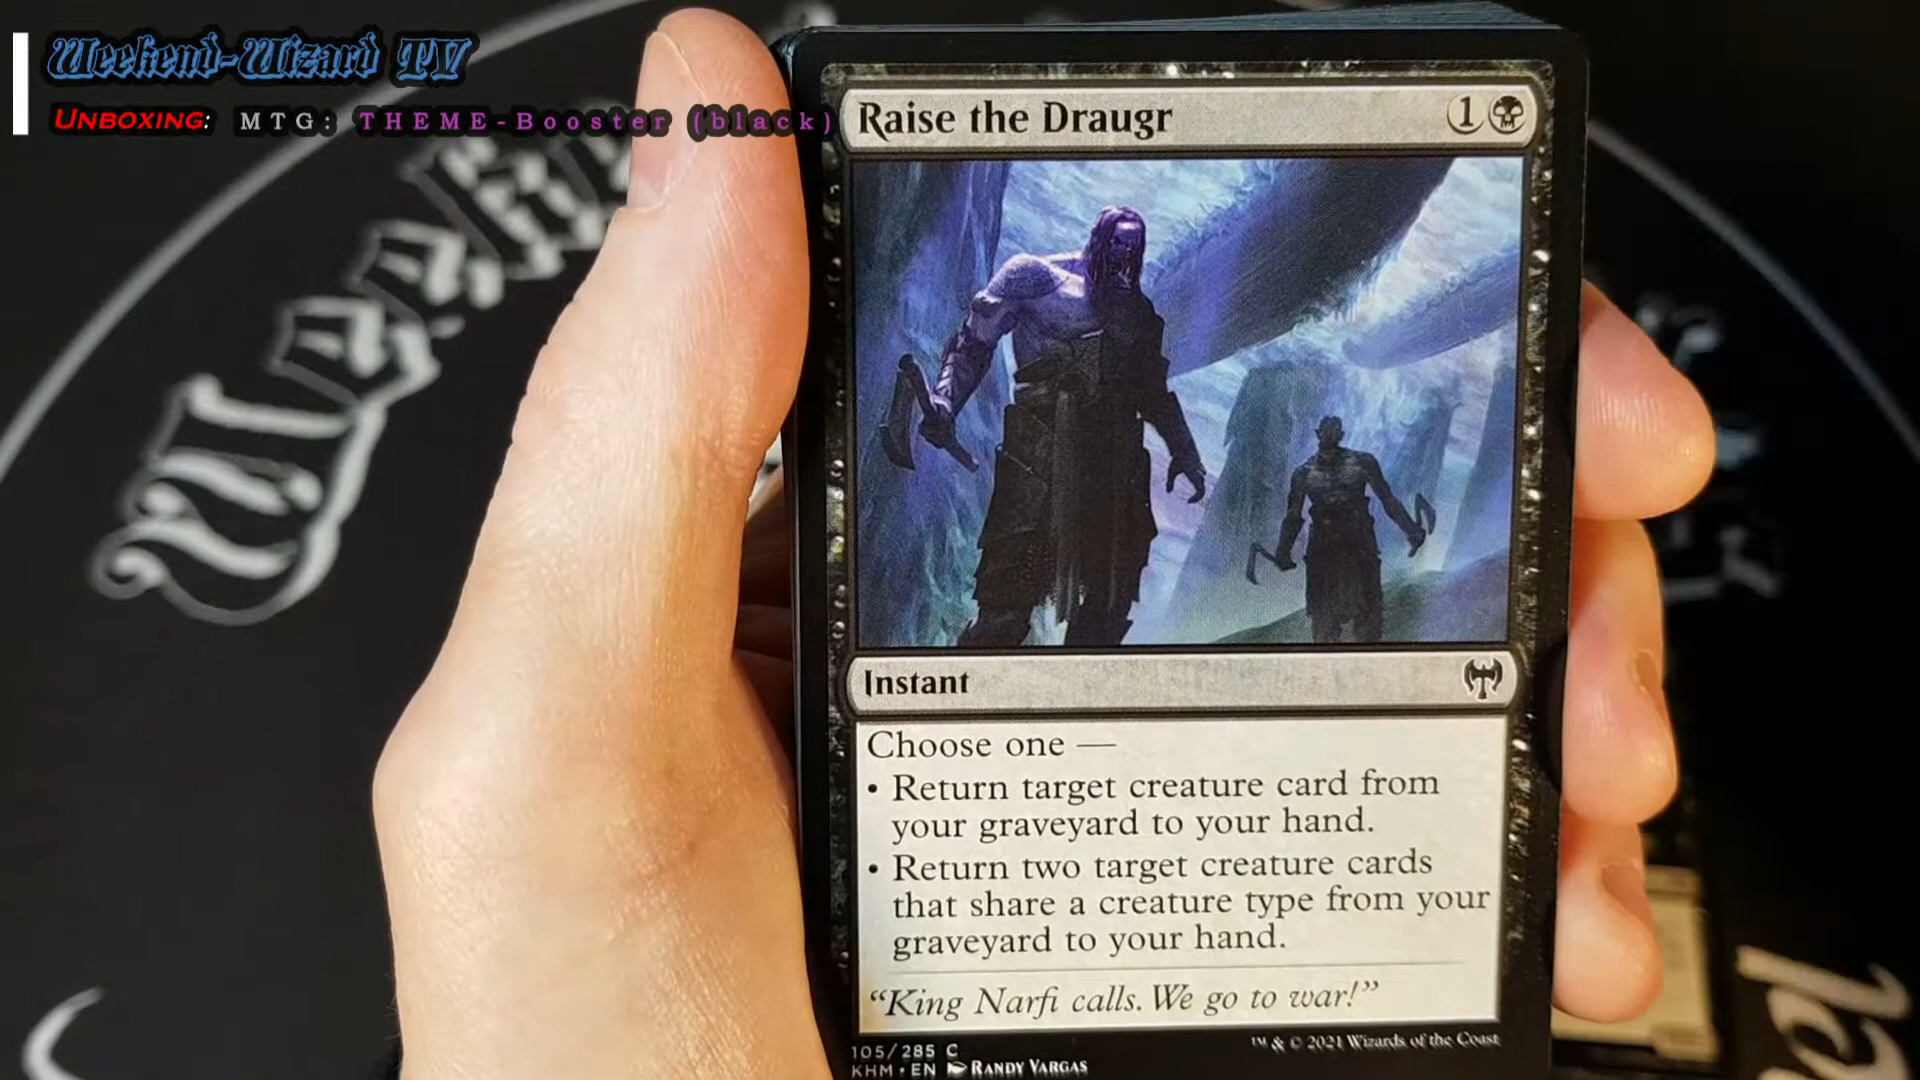 Weekend-Wizard TV
UNBOXING: MTG: THEME-Booster (black)
Raise the Draugr
1
Instant
Choose one —
• Return target creature card from
your graveyard to your hand.
• Return two target creature cards
that share a creature type from your
graveyard to your hand.
“King Narfi calls. We go to war!”
105/285 C
KHM • EN RANDY VARGAS
™ & © 2021 Wizards of the Coast